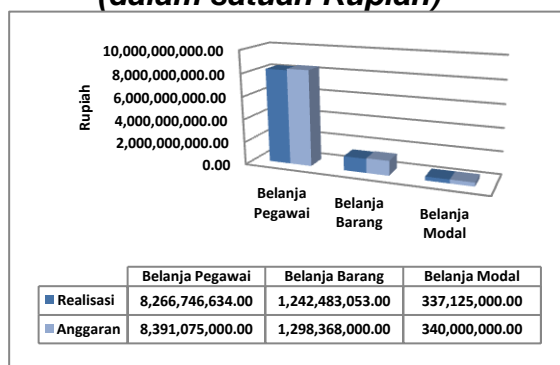 (dalam satuan Rupiah)
10,000,000,000.00
8,000,000,000.00
6,000,000,000.00
4,000,000,000.00
2,000,000,000.00
0.00
Rupiah
Belanja Pegawai
Belanja Barang
Belanja Modal
Belanja Pegawai Belanja Barang Belanja Modal
Realisasi 8,266,746,634.00 1,242,483,053.00 337,125,000.00
Anggaran 8,391,075,000.00 1,298,368,000.00 340,000,000.00